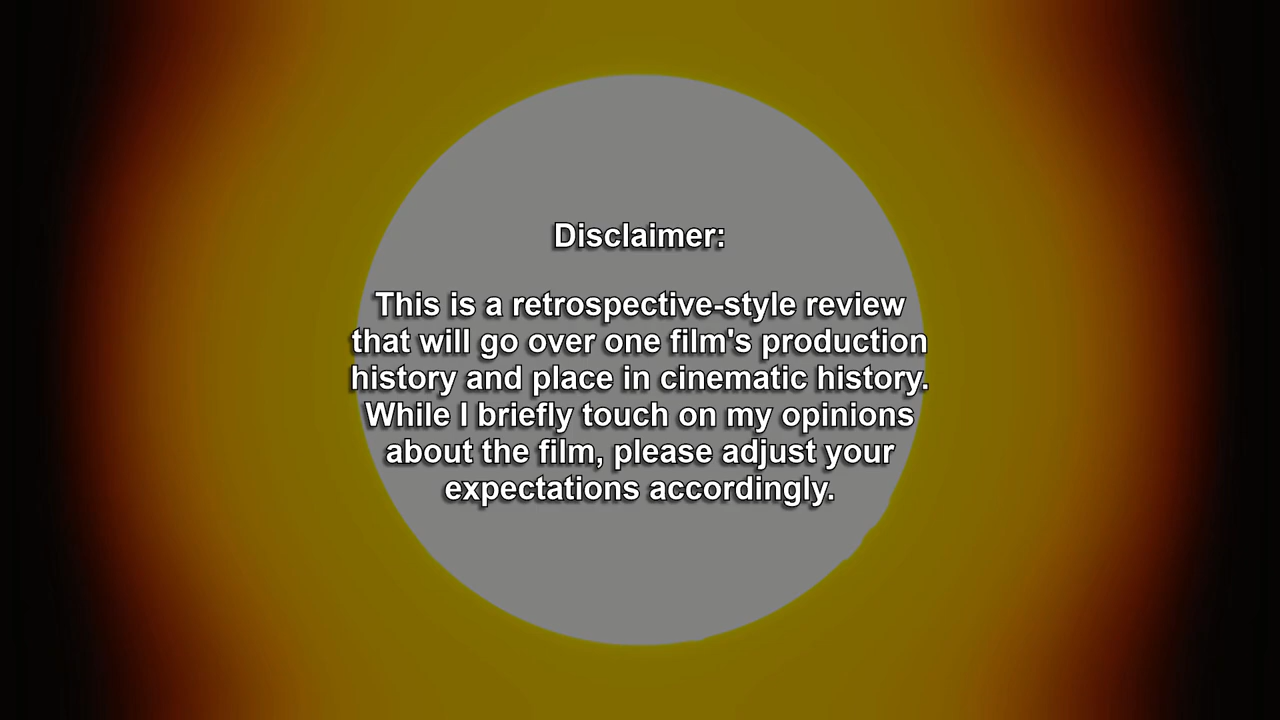 Disclaimer:
This is a retrospective-style review
that will go over one film's production
history and place in cinematic history.
While I briefly touch on my opinions
about the film, please adjust your
expectations accordingly.